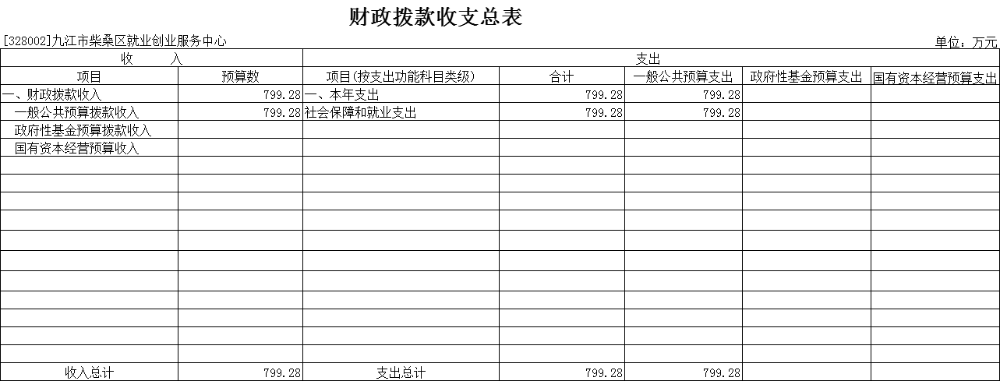 财政拨款收支总表
[328002]九江市柴桑区就业创业服务中心 单位：万元
收 入 支出
项目 预算数 项目(按支出功能科目类级) 合计 一般公共预算支出 政府性基金预算支出 国有资本经营预算支出
一、财政拨款收入 799.28 一、本年支出 799.28 799.28
一般公共预算拨款收入 799.28 社会保障和就业支出 799.28 799.28
政府性基金预算拨款收入
国有资本经营预算收入
收入总计 799.28 支出总计 799.28 799.28